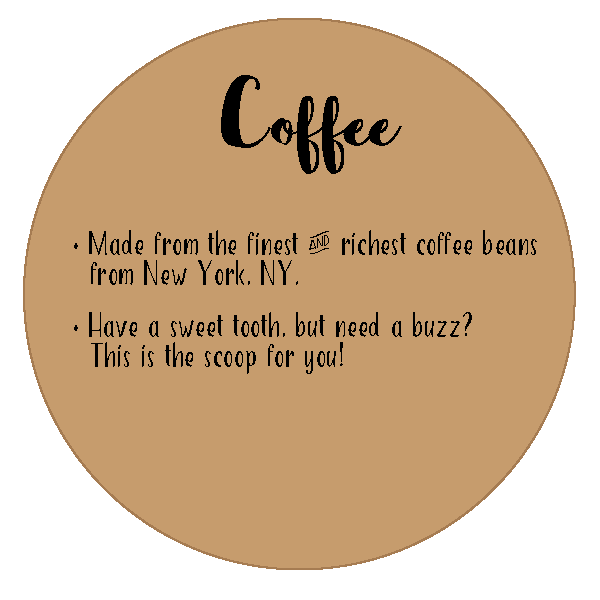 Coffee
• Made from the finest AND richest coffee beans
from New York, NY.
• Have a sweet tooth, but need a buzz?
This is the scoop for you!